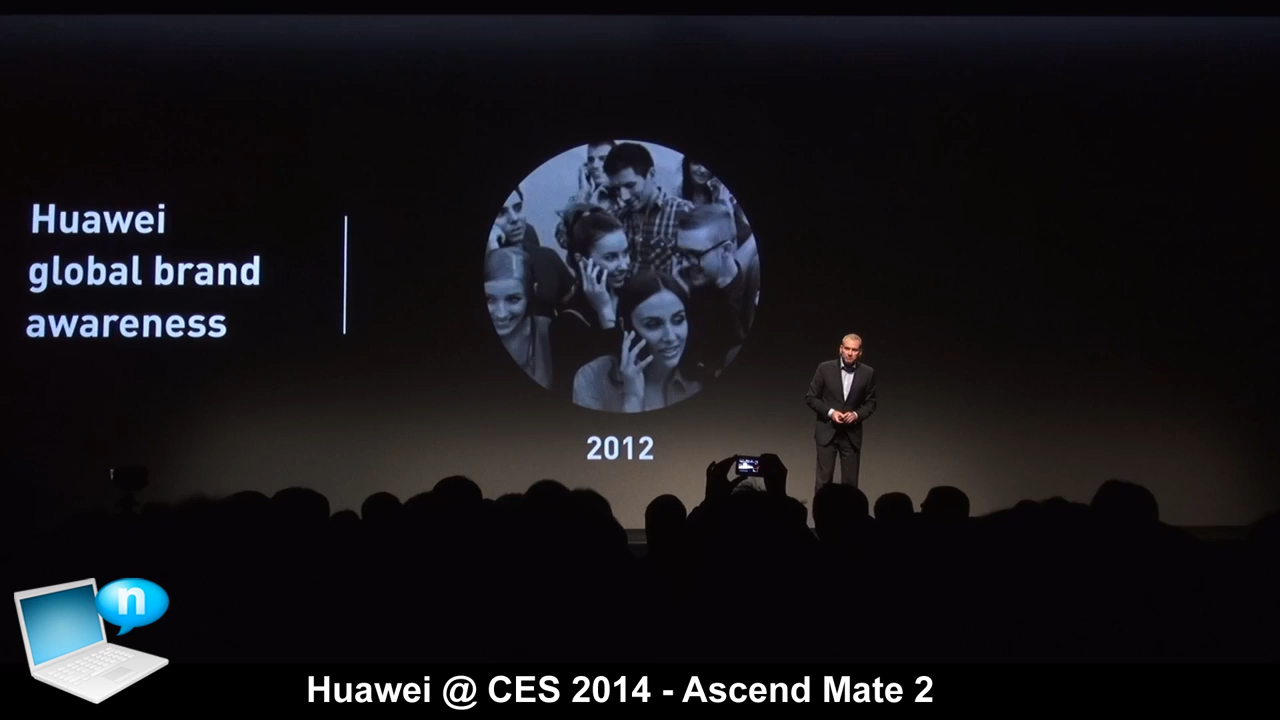 Huawei
global brand
awareness
2012
n
Huawei @ CES 2014 - Ascend Mate 2